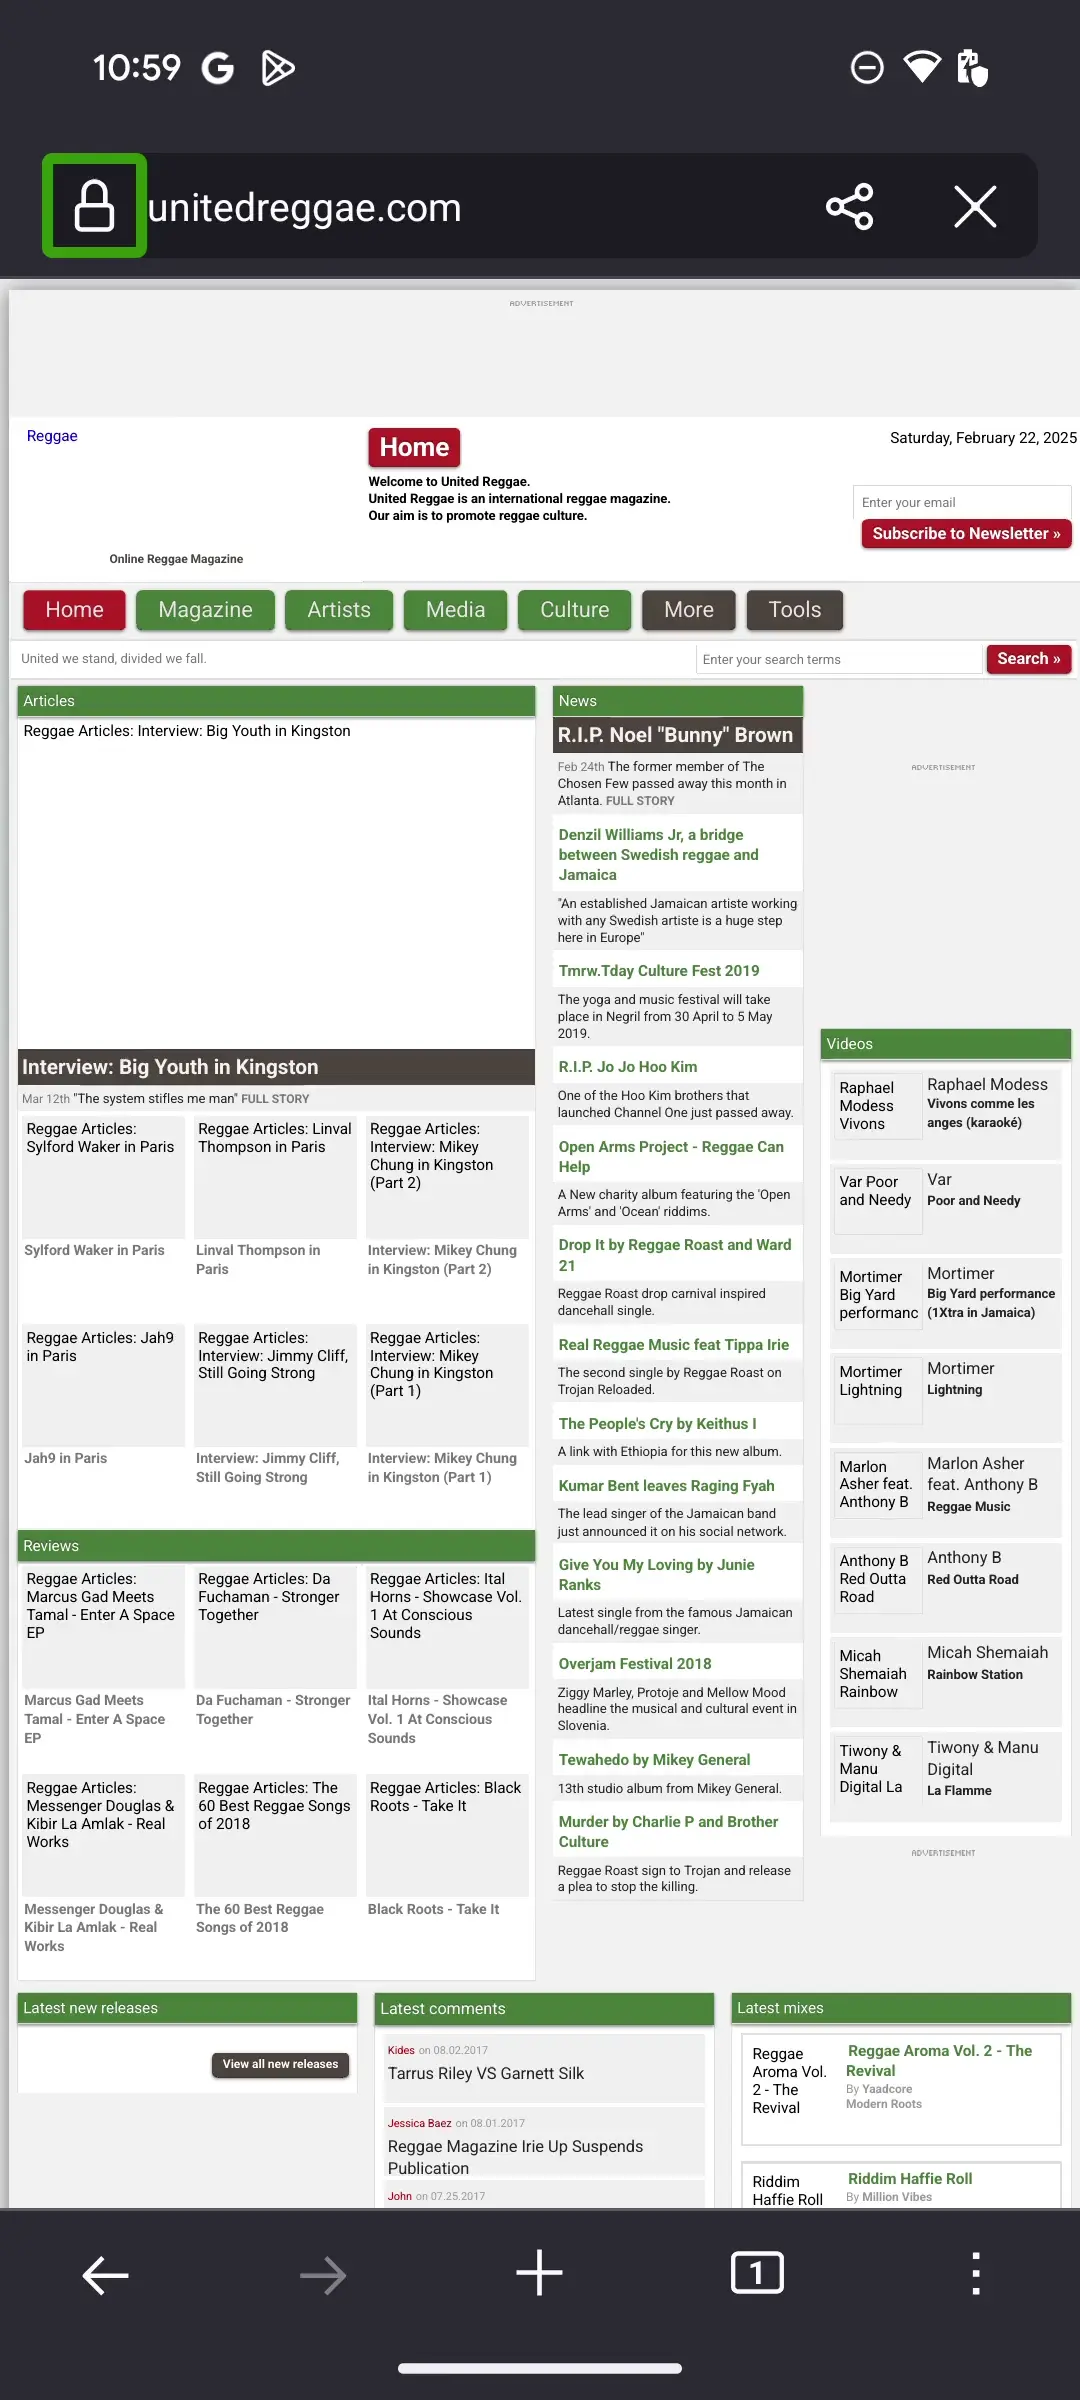 10:59
unitedreggae.com
ADVERTISEMENT
Reggae
Online Reggae Magazine
Home
Welcome to United Reggae.
United Reggae is an international reggae magazine.
Our aim is to promote reggae culture.
Saturday, February 22, 2025
Enter your email
Subscribe to Newsletter »
Home
Magazine
Artists
Media
Culture
More
Tools
United we stand, divided we fall.
Enter your search terms
Search »
Articles
Reggae Articles: Interview: Big Youth in Kingston
Interview: Big Youth in Kingston
Mar 12th "The system stifles me man" FULL STORY
Reggae Articles:
Sylford Waker in Paris
Sylford Waker in Paris
Reggae Articles: Linval
Thompson in Paris
Linval Thompson in
Paris
Reggae Articles:
Interview: Mikey
Chung in Kingston
(Part 2)
Interview: Mikey Chung
in Kingston (Part 2)
Reggae Articles: Jah9
in Paris
Jah9 in Paris
Reggae Articles:
Interview: Jimmy Cliff,
Still Going Strong
Interview: Jimmy Cliff,
Still Going Strong
Reggae Articles:
Interview: Mikey
Chung in Kingston
(Part 1)
Interview: Mikey Chung
in Kingston (Part 1)
Reviews
Reggae Articles:
Marcus Gad Meets
Tamal - Enter A Space
EP
Marcus Gad Meets
Tamal - Enter A Space
EP
Reggae Articles: Da
Fuchaman - Stronger
Together
Da Fuchaman - Stronger
Together
Reggae Articles: Ital
Horns - Showcase Vol.
1 At Conscious
Sounds
Ital Horns - Showcase
Vol. 1 At Conscious
Sounds
Reggae Articles:
Messenger Douglas &
Kibir La Amlak - Real
Works
Messenger Douglas &
Kibir La Amlak - Real
Works
Reggae Articles: The
60 Best Reggae Songs
of 2018
The 60 Best Reggae
Songs of 2018
Reggae Articles: Black
Roots - Take It
Black Roots - Take It
News
R.I.P. Noel "Bunny" Brown
Feb 24th The former member of The
Chosen Few passed away this month in
Atlanta. FULL STORY
Denzil Williams Jr, a bridge
between Swedish reggae and
Jamaica
"An established Jamaican artiste working
with any Swedish artiste is a huge step
here in Europe"
Tmrw.Tday Culture Fest 2019
The yoga and music festival will take
place in Negril from 30 April to 5 May
2019.
R.I.P. Jo Jo Hoo Kim
One of the Hoo Kim brothers that
launched Channel One just passed away.
Open Arms Project - Reggae Can
Help
A New charity album featuring the 'Open
Arms' and 'Ocean' riddims.
Drop It by Reggae Roast and Ward
21
Reggae Roast drop carnival inspired
dancehall single.
Real Reggae Music feat Tippa Irie
The second single by Reggae Roast on
Trojan Reloaded.
The People's Cry by Keithus I
A link with Ethiopia for this new album.
Kumar Bent leaves Raging Fyah
The lead singer of the Jamaican band
just announced it on his social network.
Give You My Loving by Junie
Ranks
Latest single from the famous Jamaican
dancehall/reggae singer.
Overjam Festival 2018
Ziggy Marley, Protoje and Mellow Mood
headline the musical and cultural event in
Slovenia.
Tewahedo by Mikey General
13th studio album from Mikey General.
Murder by Charlie P and Brother
Culture
Reggae Roast sign to Trojan and release
a plea to stop the killing.
ADVERTISEMENT
Videos
Raphael
Modess
Vivons
Raphael Modess
Vivons comme les
anges (karaoké)
Var Poor
and Needy
Var
Poor and Needy
Mortimer
Big Yard
performanc
Mortimer
Big Yard performance
(1Xtra in Jamaica)
Mortimer
Lightning
Mortimer
Lightning
Marlon
Asher feat.
Anthony B
Marlon Asher
feat. Anthony B
Reggae Music
Anthony B
Red Outta
Road
Anthony B
Red Outta Road
Micah
Shemaiah
Rainbow
Micah Shemaiah
Rainbow Station
Tiwony &
Manu
Digital La
Tiwony & Manu
Digital
La Flamme
ADVERTISEMENT
Latest new releases
View all new releases
Latest comments
Kides on 08.02.2017
Tarrus Riley VS Garnett Silk
Jessica Baez on 08.01.2017
Reggae Magazine Irie Up Suspends
Publication
John on 07.25.2017
Latest mixes
Reggae
Aroma Vol.
2 - The
Revival
Reggae Aroma Vol. 2 - The
Revival
By Yaadcore
Modern Roots
Riddim
Haffie Roll
Riddim Haffie Roll
By Million Vibes
1